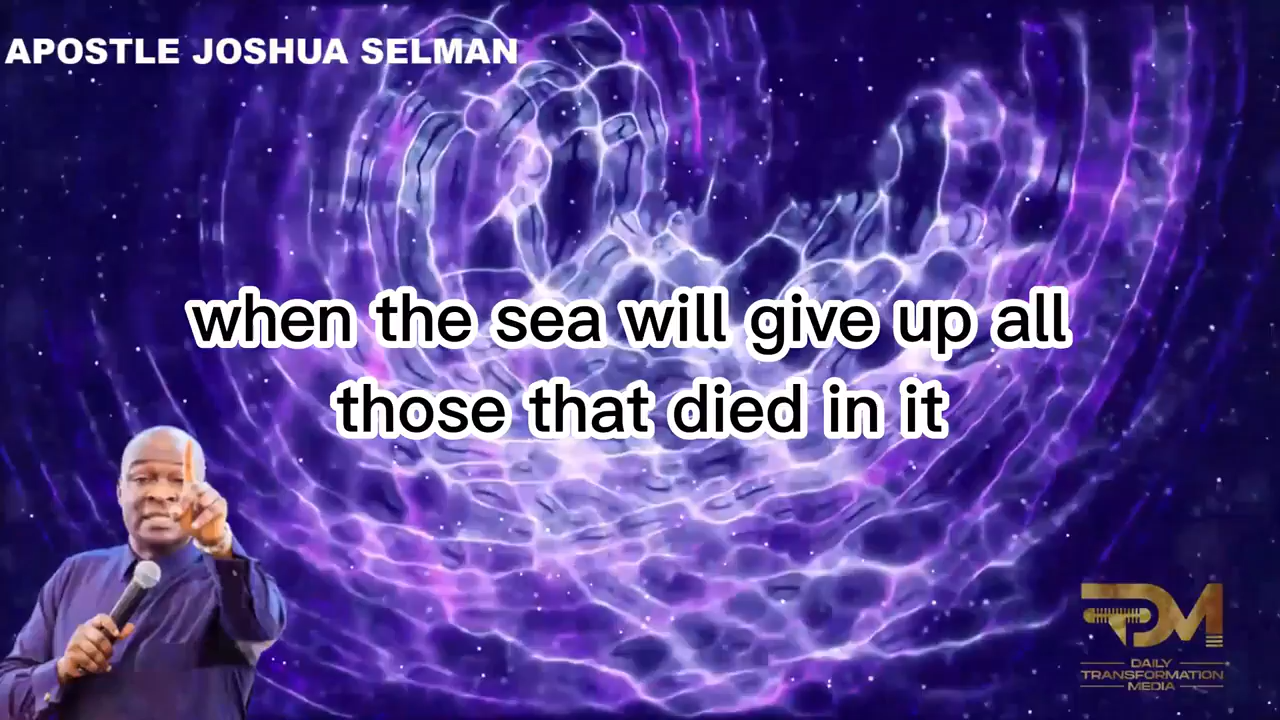 APOSTLE JOSHUA SELMAN
when the sea will give up all
those that died in it
DAILY
TRANSFORMATION
MEDIA